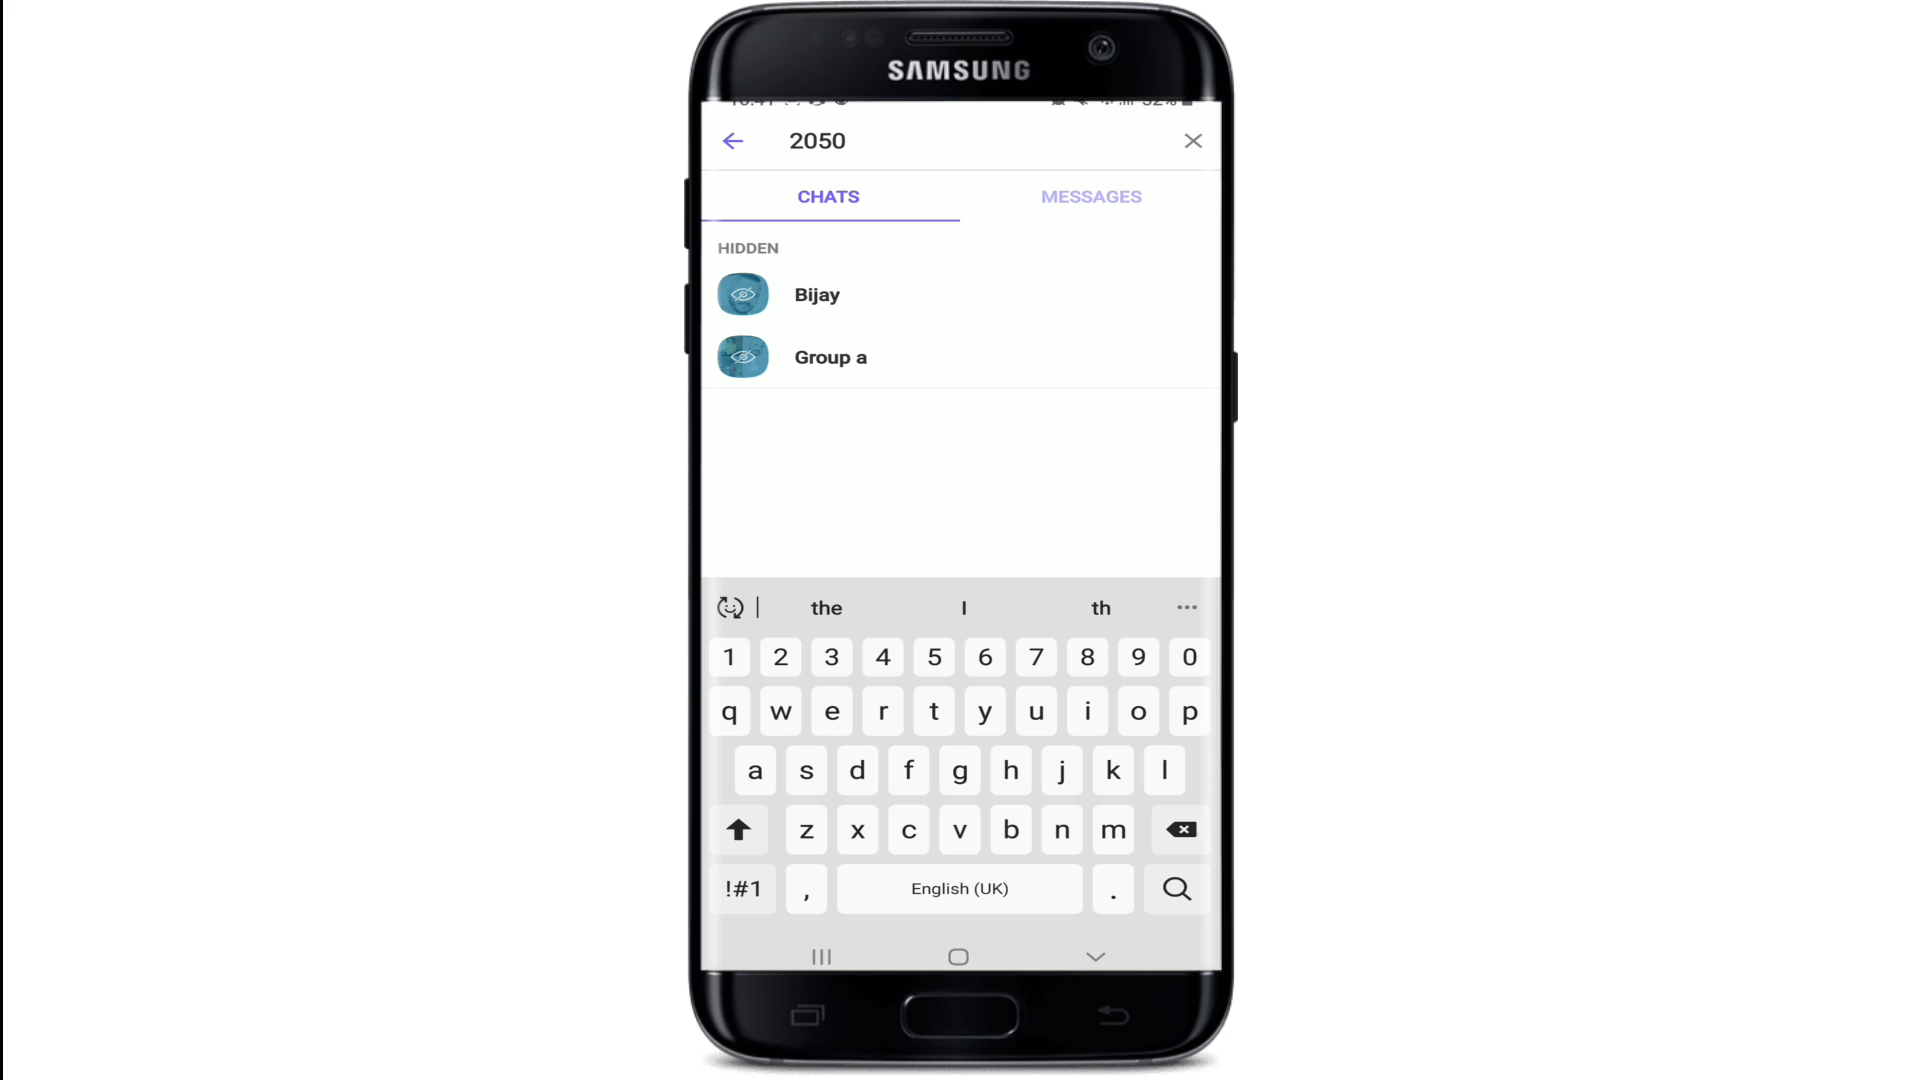 SAMSUNG
2050
CHATS MESSAGES
HIDDEN
Bijay
Group a
the I th
1 2 3 4 5 6 7 8 9 0
q w e r t y u i o p
a s d f g h j k l
z x c v b n m
!#1 , English (UK) .